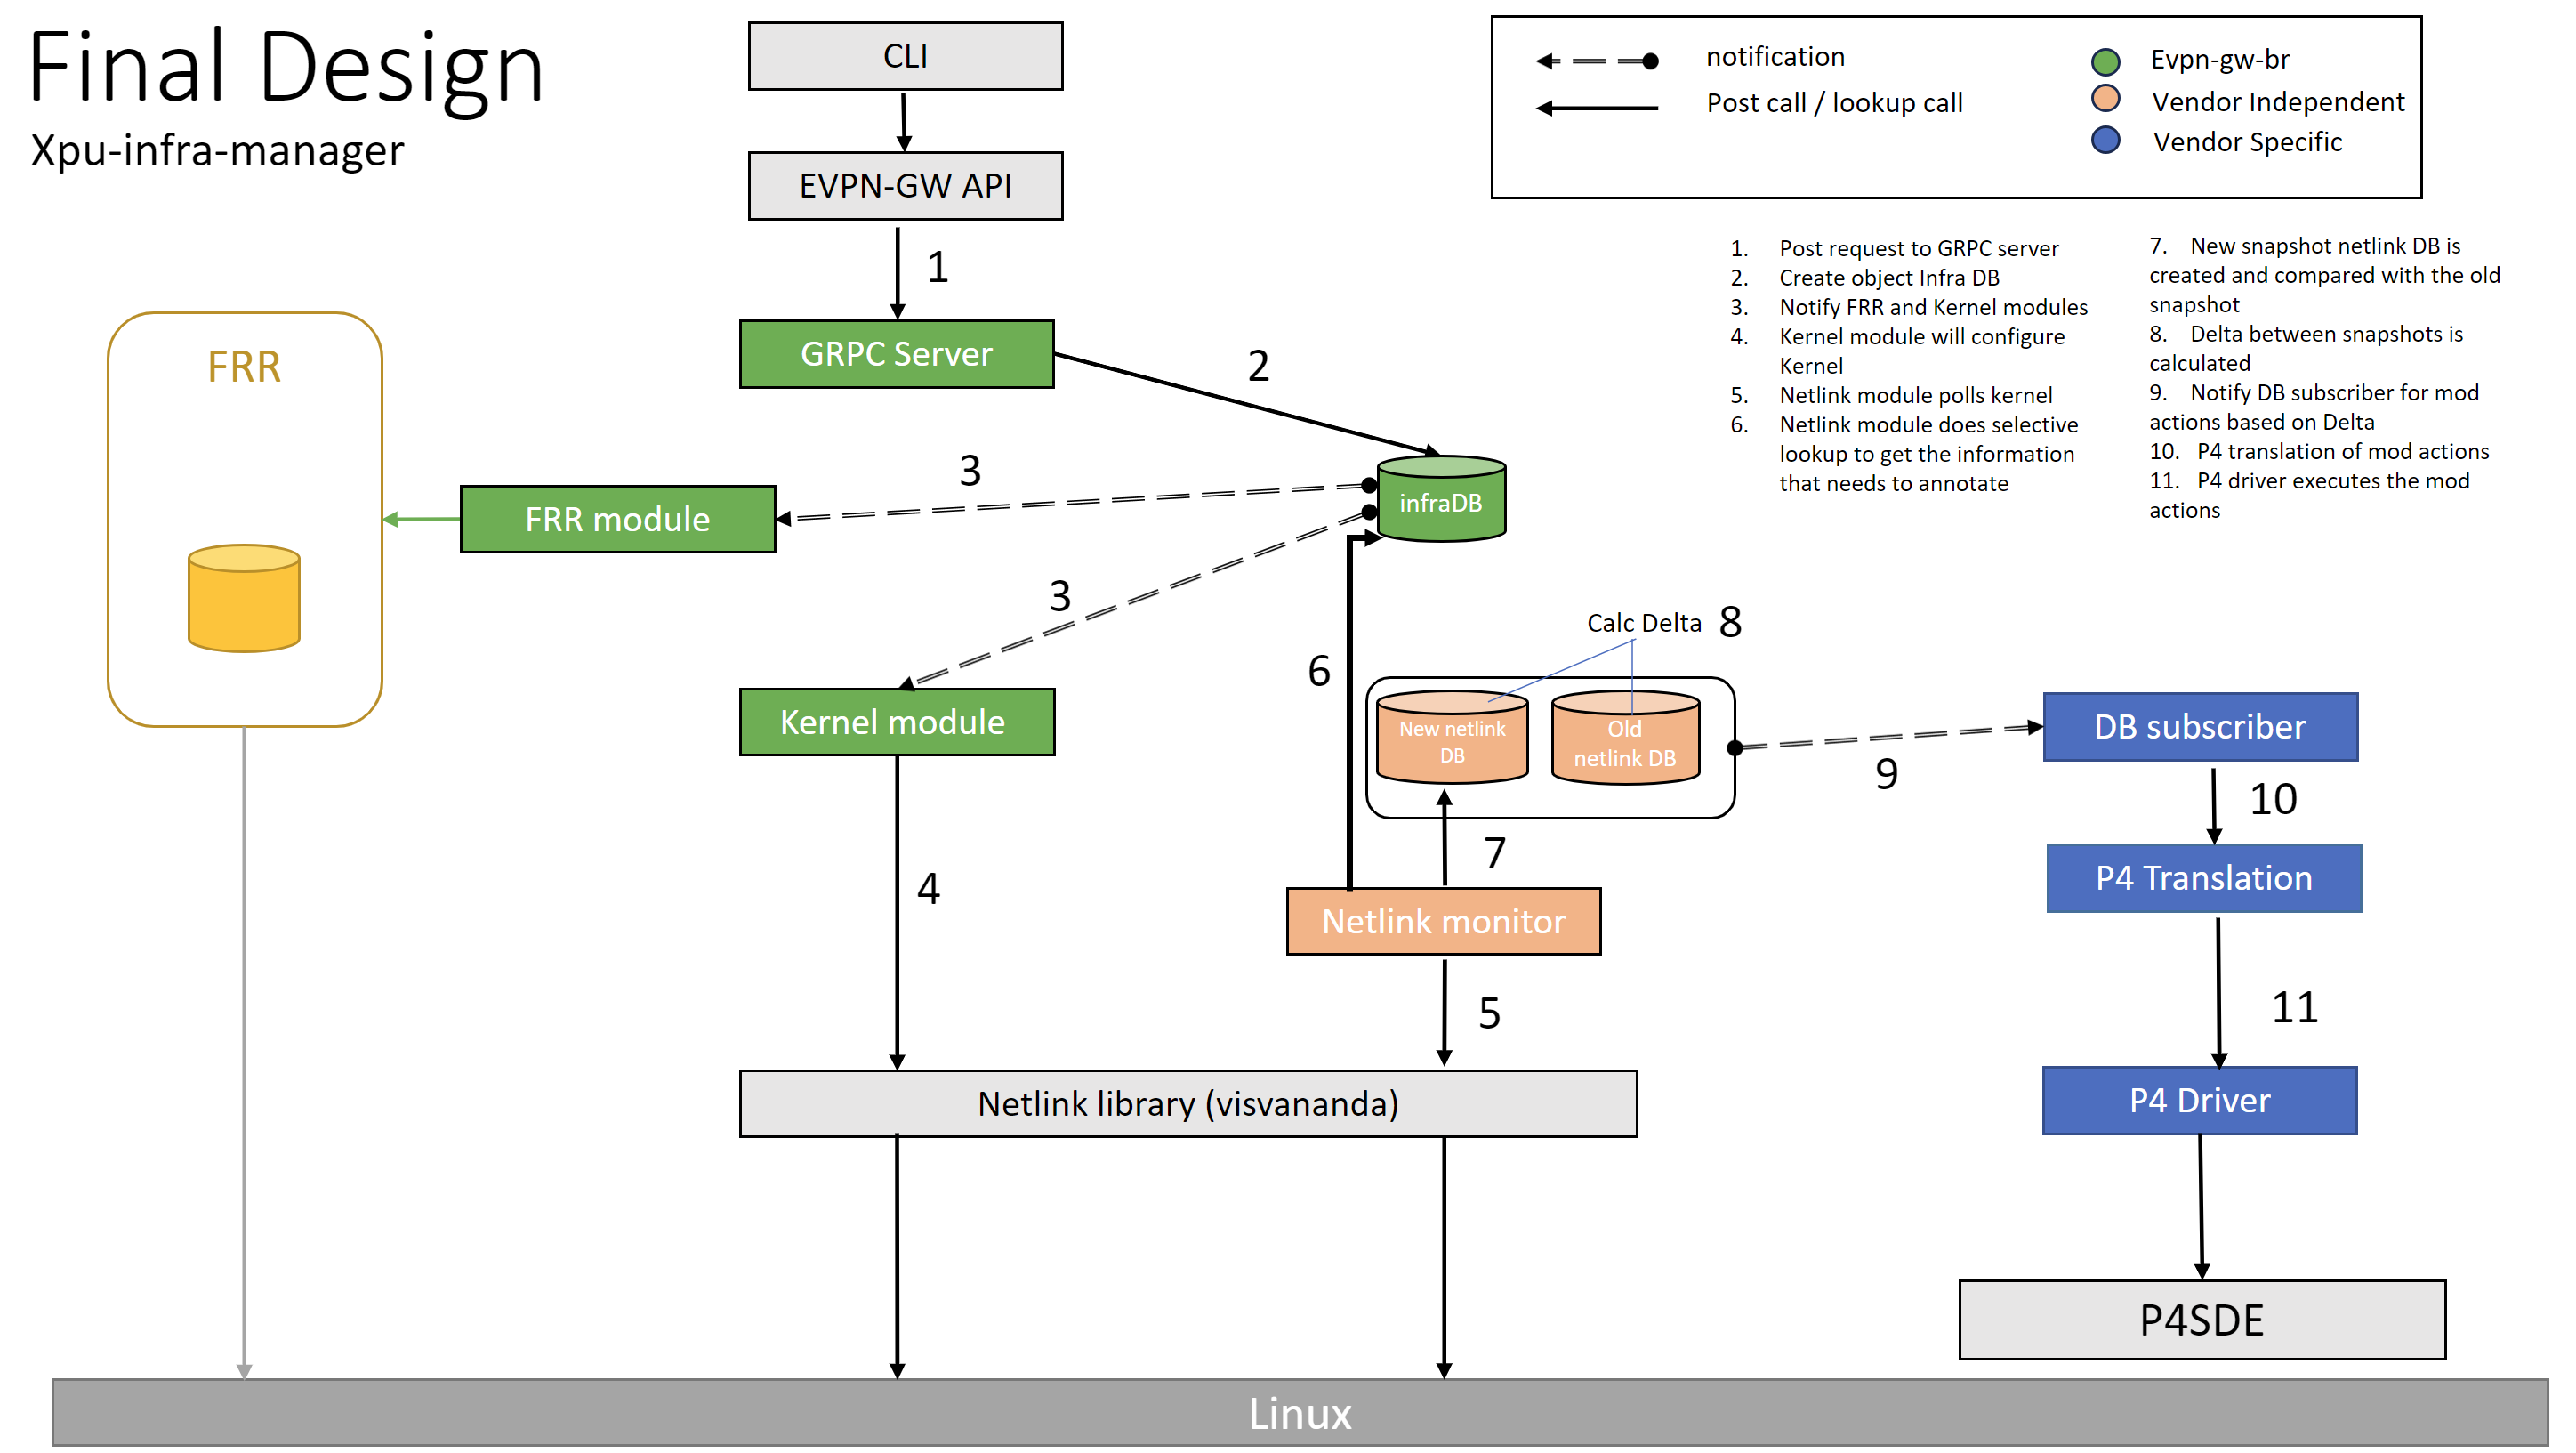 Final Design
Xpu-infra-manager
CLI
EVPN-GW API
1
GRPC Server
2
notification
Post call / lookup call
Evpn-gw-br
Vendor Independent
Vendor Specific
1. Post request to GRPC server
2. Create object Infra DB
3. Notify FRR and Kernel modules
4. Kernel module will configure
Kernel
5. Netlink module polls kernel
6. Netlink module does selective
lookup to get the information
that needs to annotate
7. New snapshot netlink DB is
created and compared with the old
snapshot
8. Delta between snapshots is
calculated
9. Notify DB subscriber for mod
actions based on Delta
10. P4 translation of mod actions
11. P4 driver executes the mod
actions
FRR
3
FRR module
infraDB
3
Kernel module
6
Calc Delta
8
New netlink
DB
Old
netlink DB
9
DB subscriber
10
4
7
P4 Translation
Netlink monitor
5
11
Netlink library (visvananda)
P4 Driver
P4SDE
Linux